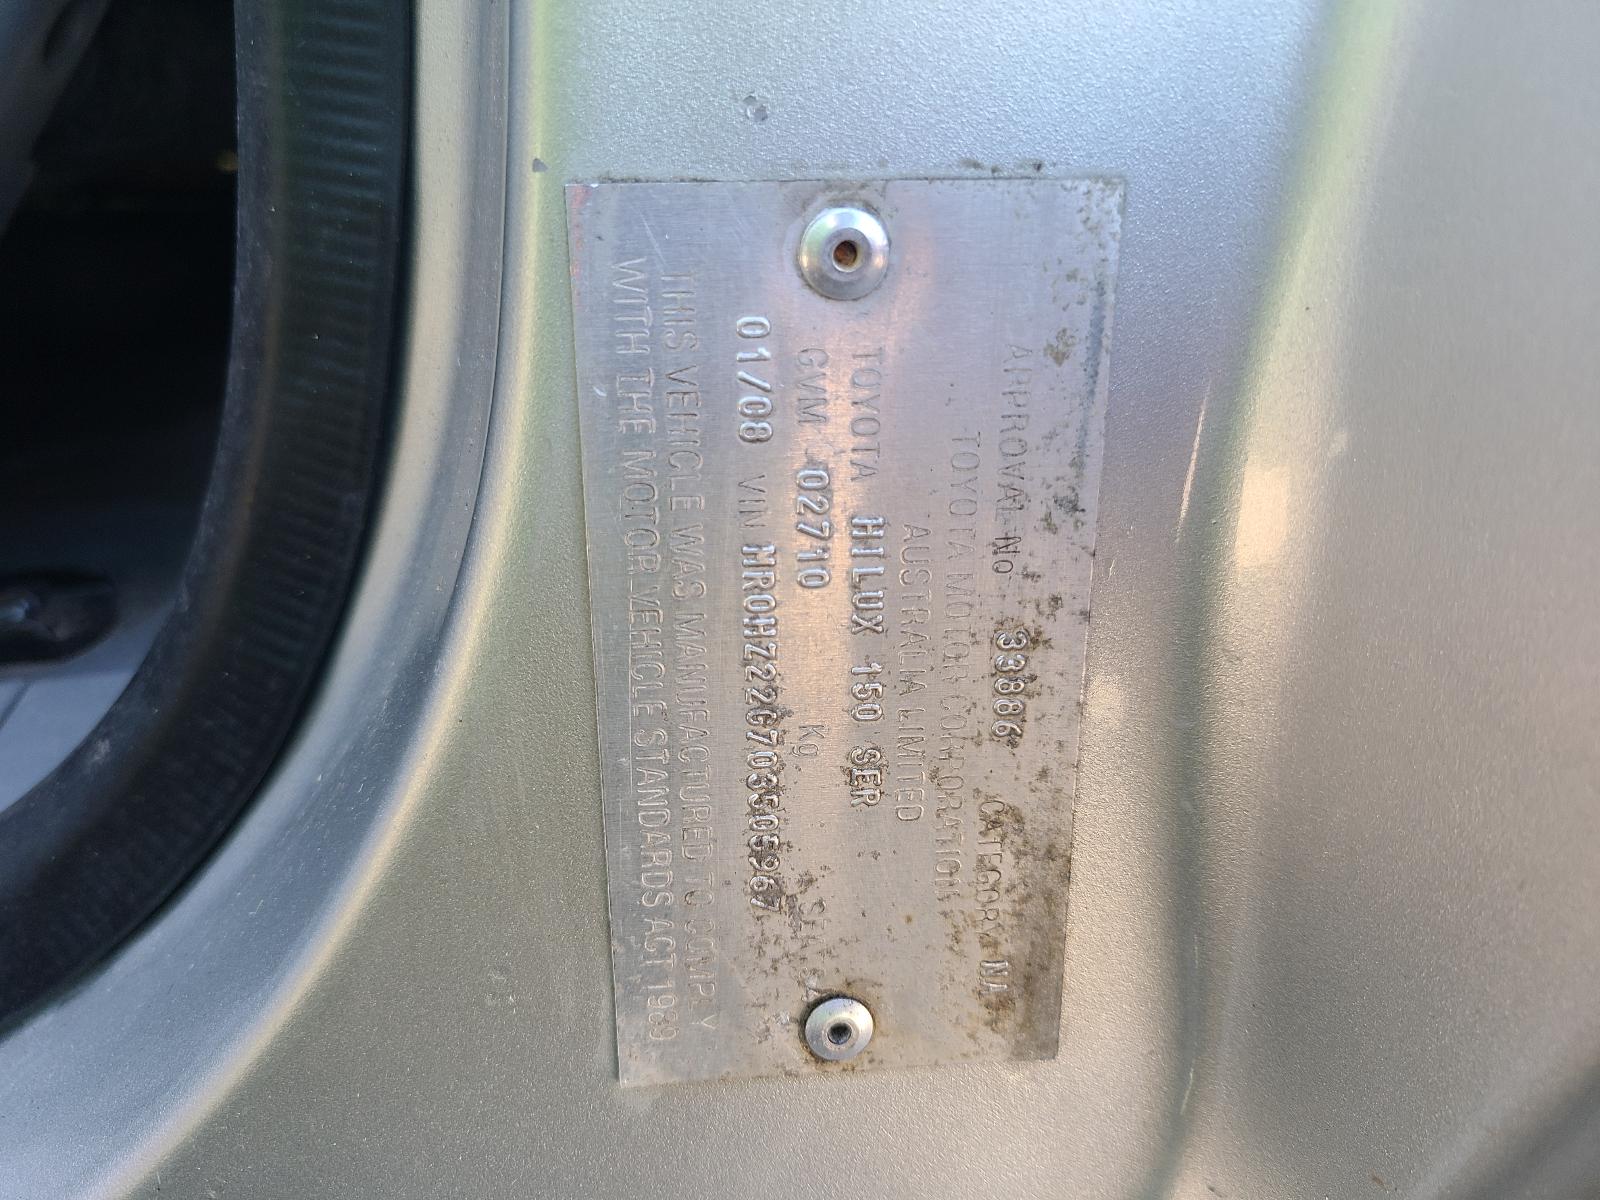 APPROVAL No 33886 CATEGORY NA
TOYOTA MOTOR CORPORATION
AUSTRALIA LIMITED
TOYOTA HILUX 150 SER
GVM 02710 Kg SEATS
01/08 VIN MR0HZ22G703505967
THIS VEHICLE WAS MANUFACTURED TO COMPLY
WITH THE MOTOR VEHICLE STANDARDS ACT 1989